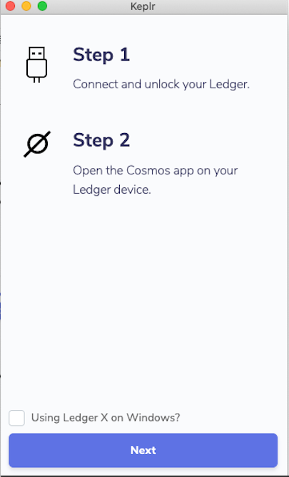 Keplr
Step 1
Connect and unlock your Ledger.
Step 2
Open the Cosmos app on your
Ledger device.
Using Ledger X on Windows?
Next